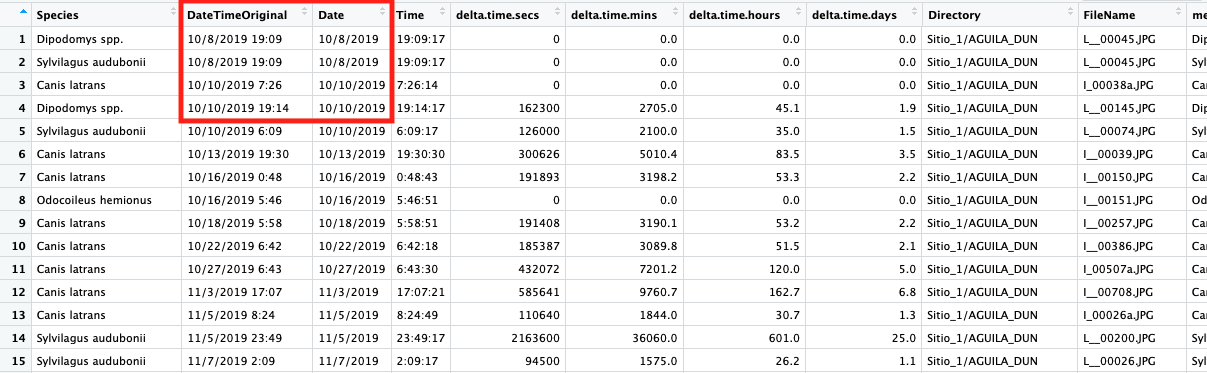 Species DateTimeOriginal Date Time delta.time.secs delta.time.mins delta.time.hours delta.time.days Directory FileName me
1 Dipodomys spp. 10/8/2019 19:09 10/8/2019 19:09:17 0 0.0 0.0 0.0 Sitio_1/AGUILA_DUN L__00045.JPG Dip
2 Sylvilagus audubonii 10/8/2019 19:09 10/8/2019 19:09:17 0 0.0 0.0 0.0 Sitio_1/AGUILA_DUN L__00045.JPG Syl
3 Canis latrans 10/10/2019 7:26 10/10/2019 7:26:14 0 0.0 0.0 0.0 Sitio_1/AGUILA_DUN I_00038a.JPG Car
4 Dipodomys spp. 10/10/2019 19:14 10/10/2019 19:14:17 162300 2705.0 45.1 1.9 Sitio_1/AGUILA_DUN L__00145.JPG Dip
5 Sylvilagus audubonii 10/10/2019 6:09 10/10/2019 6:09:17 126000 2100.0 35.0 1.5 Sitio_1/AGUILA_DUN L__00074.JPG Syl
6 Canis latrans 10/13/2019 19:30 10/13/2019 19:30:30 300626 5010.4 83.5 3.5 Sitio_1/AGUILA_DUN I__00039.JPG Car
7 Canis latrans 10/16/2019 0:48 10/16/2019 0:48:43 191893 3198.2 53.3 2.2 Sitio_1/AGUILA_DUN I__00150.JPG Car
8 Odocoileus hemionus 10/16/2019 5:46 10/16/2019 5:46:51 0 0.0 0.0 0.0 Sitio_1/AGUILA_DUN I__00151.JPG Od
9 Canis latrans 10/18/2019 5:58 10/18/2019 5:58:51 191408 3190.1 53.2 2.2 Sitio_1/AGUILA_DUN I__00257.JPG Car
10 Canis latrans 10/22/2019 6:42 10/22/2019 6:42:18 185387 3089.8 51.5 2.1 Sitio_1/AGUILA_DUN I__00386.JPG Car
11 Canis latrans 10/27/2019 6:43 10/27/2019 6:43:30 432072 7201.2 120.0 5.0 Sitio_1/AGUILA_DUN I_00507a.JPG Car
12 Canis latrans 11/3/2019 17:07 11/3/2019 17:07:21 585641 9760.7 162.7 6.8 Sitio_1/AGUILA_DUN I__00708.JPG Car
13 Canis latrans 11/5/2019 8:24 11/5/2019 8:24:49 110640 1844.0 30.7 1.3 Sitio_1/AGUILA_DUN I_00026a.JPG Car
14 Sylvilagus audubonii 11/5/2019 23:49 11/5/2019 23:49:17 2163600 36060.0 601.0 25.0 Sitio_1/AGUILA_DUN L__00200.JPG Syl
15 Sylvilagus audubonii 11/7/2019 2:09 11/7/2019 2:09:17 94500 1575.0 26.2 1.1 Sitio_1/AGUILA_DUN L__00026.JPG Syl